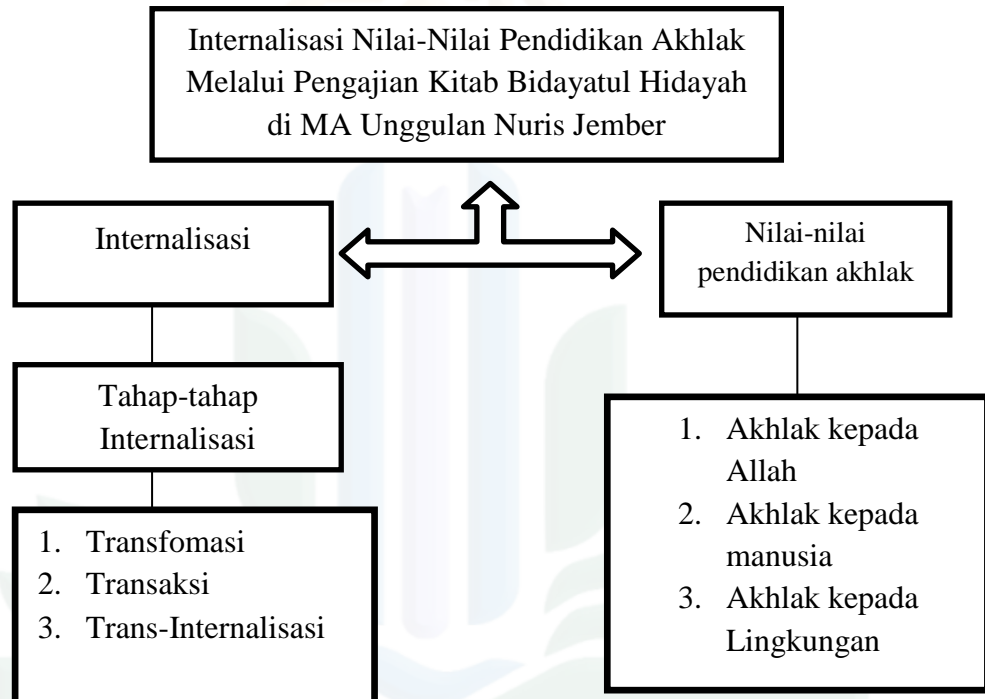 Internalisasi Nilai-Nilai Pendidikan Akhlak
Melalui Pengajian Kitab Bidayatul Hidayah
di MA Unggulan Nuris Jember
Internalisasi
Nilai-nilai
pendidikan akhlak
Tahap-tahap
Internalisasi
1. Transfomasi
2. Transaksi
3. Trans-Internalisasi
1. Akhlak kepada
Allah
2. Akhlak kepada
manusia
3. Akhlak kepada
Lingkungan